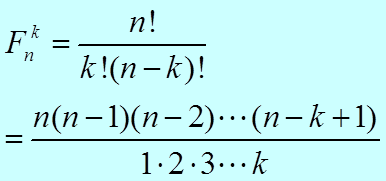 F_n^k = n! / k!(n−k)!
= n(n−1)(n−2)⋯(n−k+1) / 1·2·3⋯k